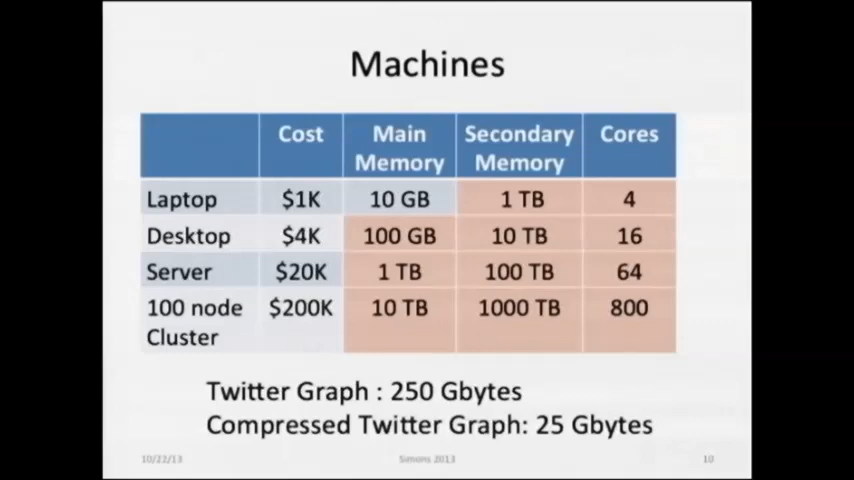 Machines
Cost Main Memory Secondary Memory Cores
Laptop $1K 10 GB 1 TB 4
Desktop $4K 100 GB 10 TB 16
Server $20K 1 TB 100 TB 64
100 node Cluster $200K 10 TB 1000 TB 800
Twitter Graph : 250 Gbytes
Compressed Twitter Graph: 25 Gbytes
10/22/13 Simons 2013 10